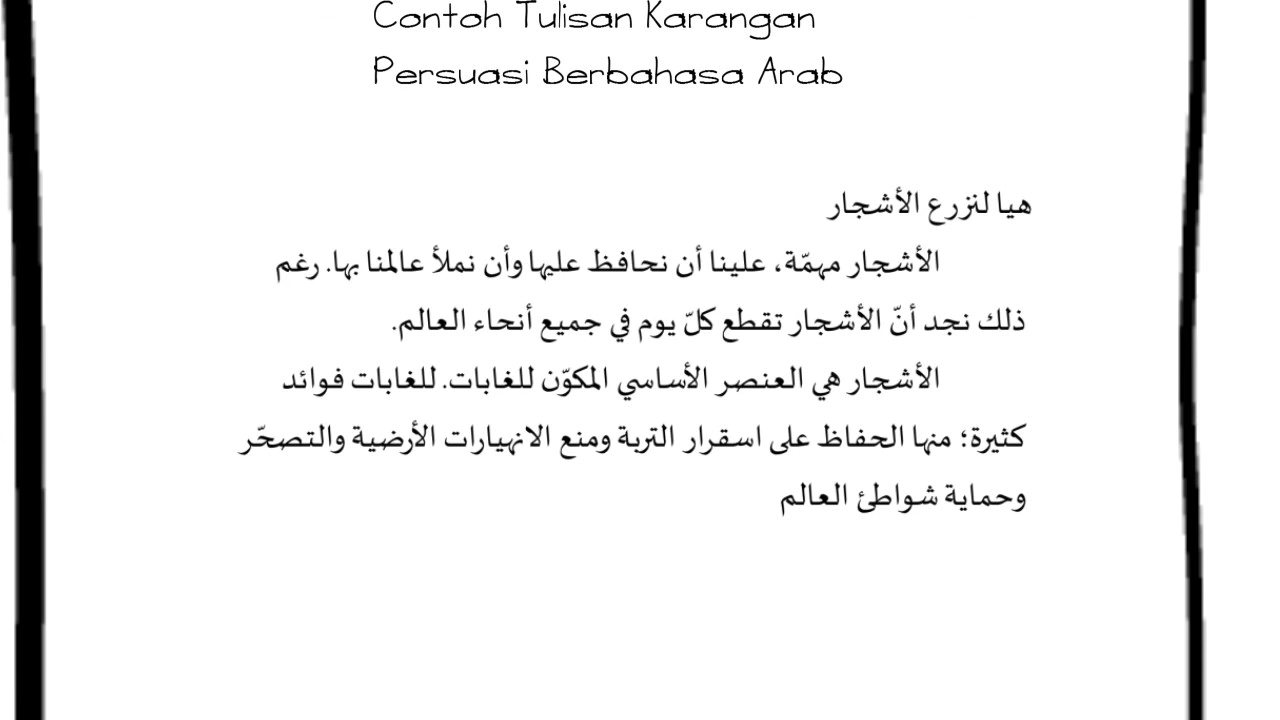 Contoh Tulisan Karangan
Persuasi Berbahasa Arab
هيا لنزرع الأشجار
الأشجار مهمّة، علينا أن نحافظ عليها وأن نملأ عالمنا بها. رغم
ذلك نجد أنّ الأشجار تقطع كلّ يوم في جميع أنحاء العالم.
الأشجار هي العنصر الأساسي المكوّن للغابات. للغابات فوائد
كثيرة؛ منها الحفاظ على اسقرار التربة ومنع الانهيارات الأرضية والتصحّر
وحماية شواطئ العالم